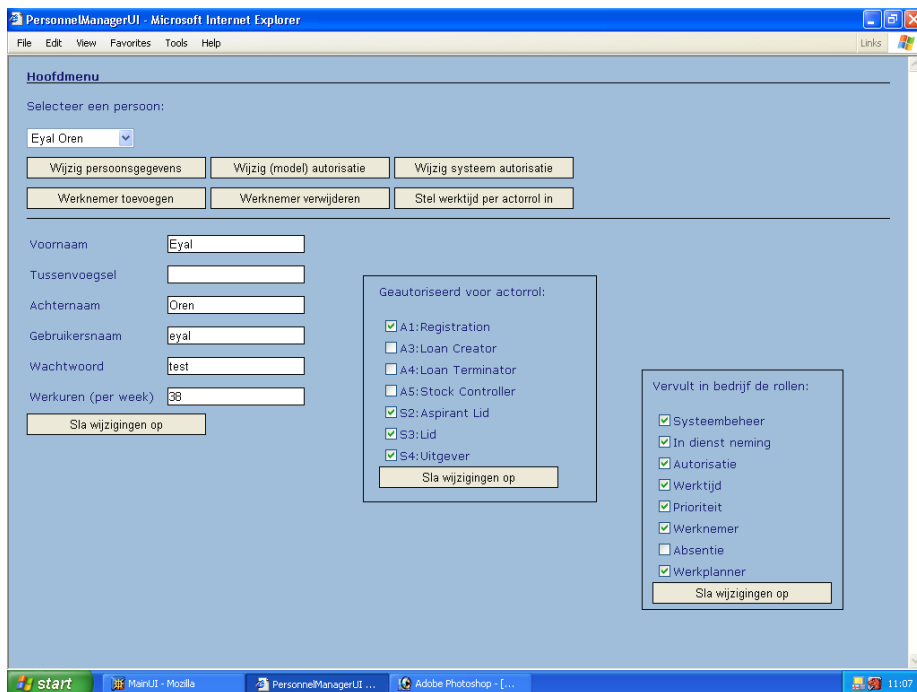 PersonnelManagerUI - Microsoft Internet Explorer
File Edit View Favorites Tools Help Links
Hoofdmenu
Selecteer een persoon:
Eyal Oren
Wijzig persoonsgegevens Wijzig (model) autorisatie Wijzig systeem autorisatie
Werknemer toevoegen Werknemer verwijderen Stel werktijd per actorrol in
Voornaam Eyal
Tussenvoegsel
Achternaam Oren
Gebruikersnaam eyal
Wachtwoord test
Werkuren (per week) 38
Sla wijzigingen op
Geautoriseerd voor actorrol:
A1:Registration
A3:Loan Creator
A4:Loan Terminator
A5:Stock Controller
S2:Aspirant Lid
S3:Lid
S4:Uitgever
Sla wijzigingen op
Vervult in bedrijf de rollen:
Systeembeheer
In dienst neming
Autorisatie
Werktijd
Prioriteit
Werknemer
Absentie
Werkplanner
Sla wijzigingen op
start MainUI - Mozilla PersonnelManagerUI ... Adobe Photoshop - [... 11:07